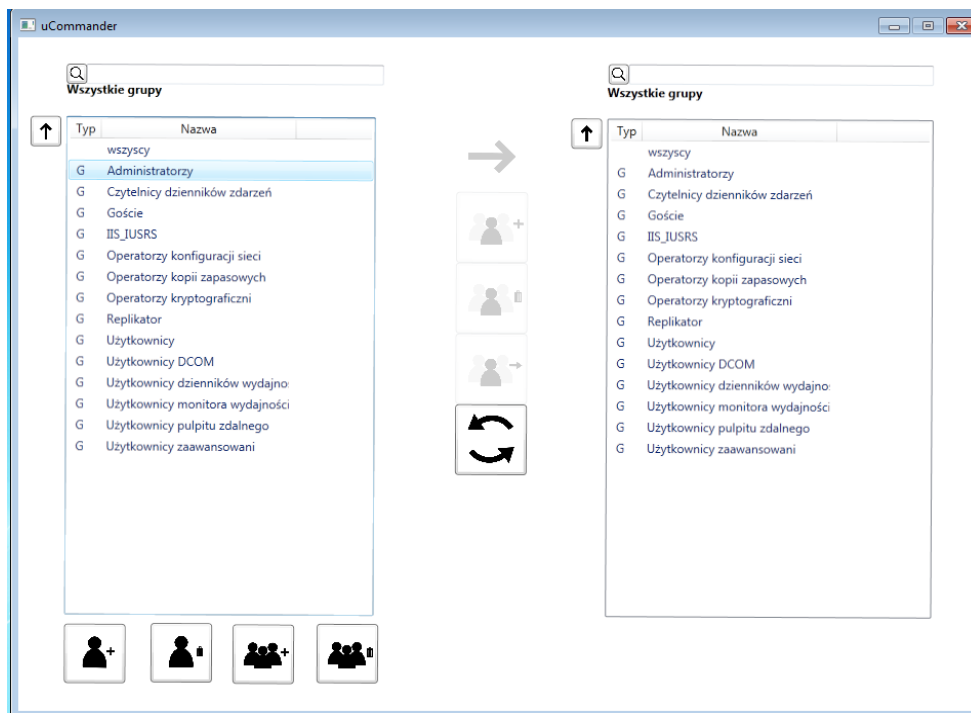 uCommander
Wszystkie grupy
Typ Nazwa
wszyscy
G Administratorzy
G Czytelnicy dzienników zdarzeń
G Goście
G IIS_IUSRS
G Operatorzy konfiguracji sieci
G Operatorzy kopii zapasowych
G Operatorzy kryptograficzni
G Replikator
G Użytkownicy
G Użytkownicy DCOM
G Użytkownicy dzienników wydajno
G Użytkownicy monitora wydajności
G Użytkownicy pulpitu zdalnego
G Użytkownicy zaawansowani
Wszystkie grupy
Typ Nazwa
wszyscy
G Administratorzy
G Czytelnicy dzienników zdarzeń
G Goście
G IIS_IUSRS
G Operatorzy konfiguracji sieci
G Operatorzy kopii zapasowych
G Operatorzy kryptograficzni
G Replikator
G Użytkownicy
G Użytkownicy DCOM
G Użytkownicy dzienników wydajno
G Użytkownicy monitora wydajności
G Użytkownicy pulpitu zdalnego
G Użytkownicy zaawansowani